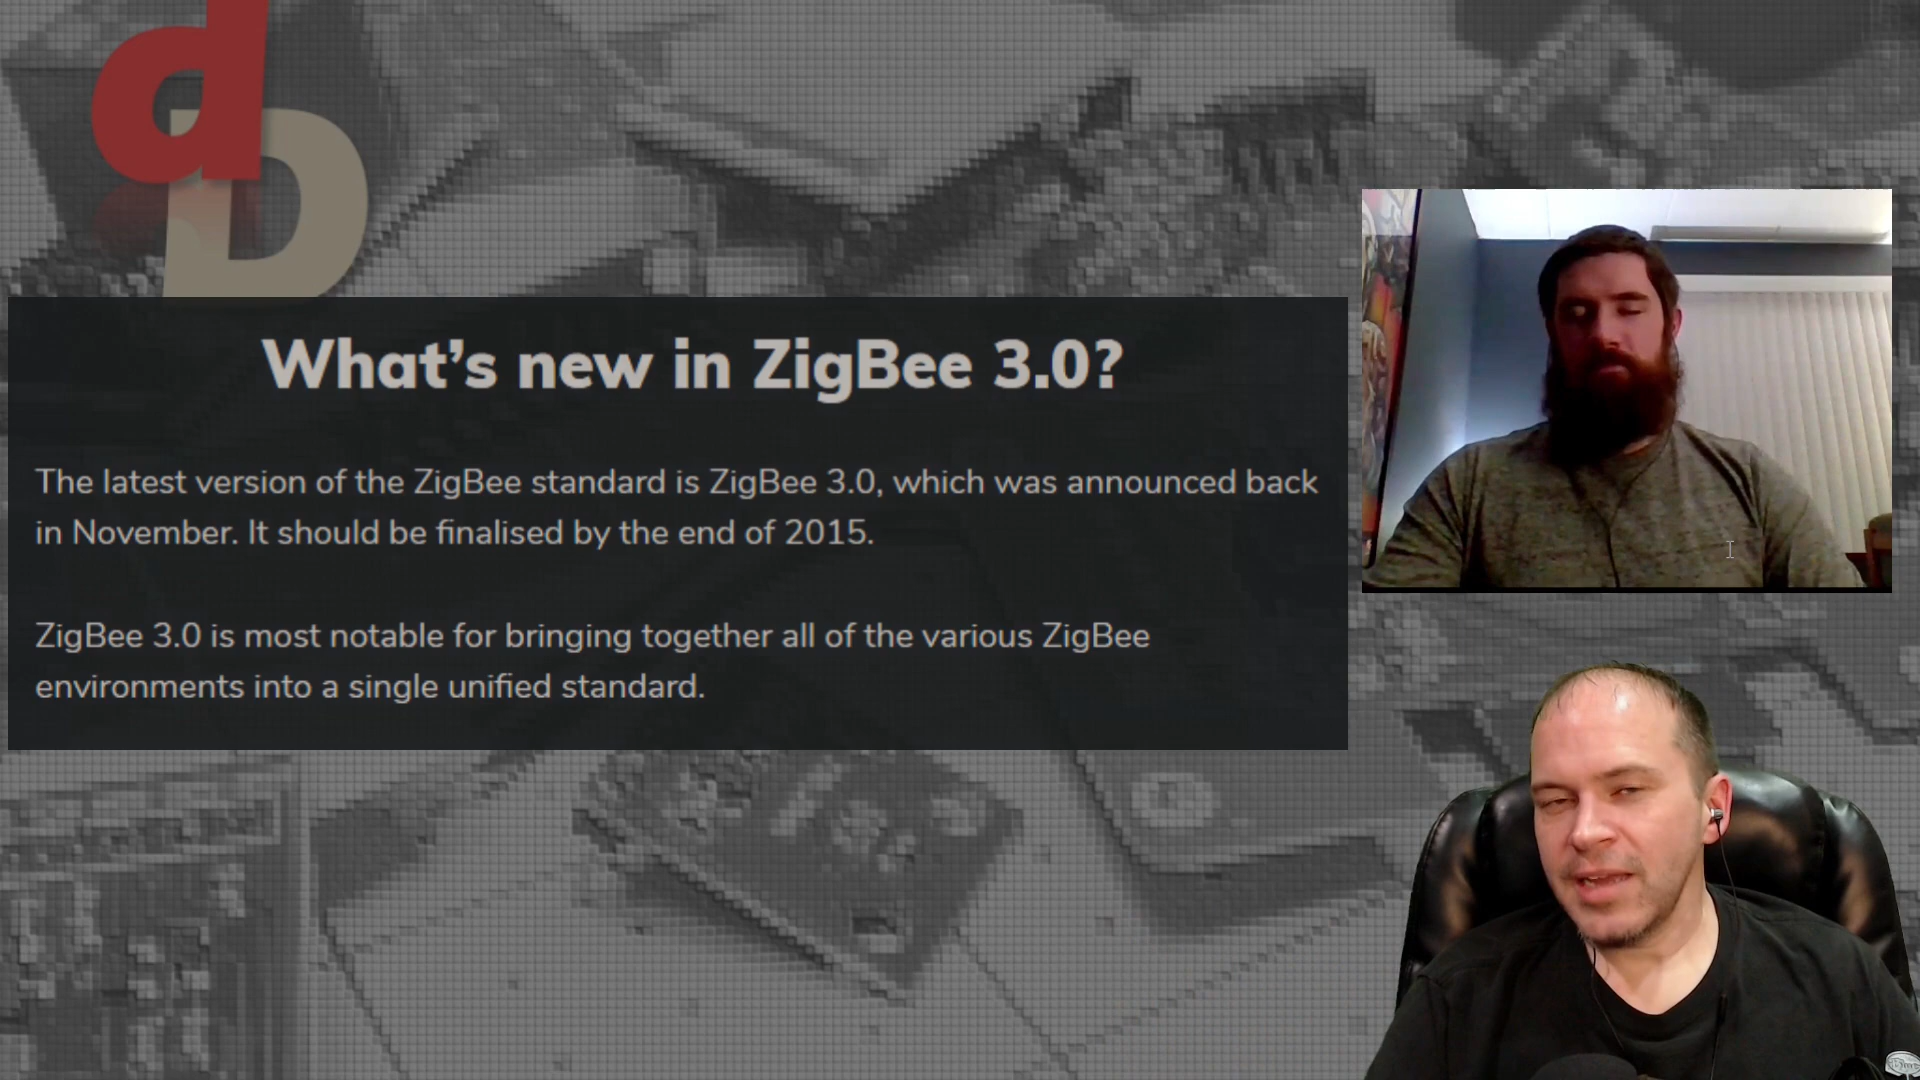 dD
What's new in ZigBee 3.0?
The latest version of the ZigBee standard is ZigBee 3.0, which was announced back
in November. It should be finalised by the end of 2015.
ZigBee 3.0 is most notable for bringing together all of the various ZigBee
environments into a single unified standard.